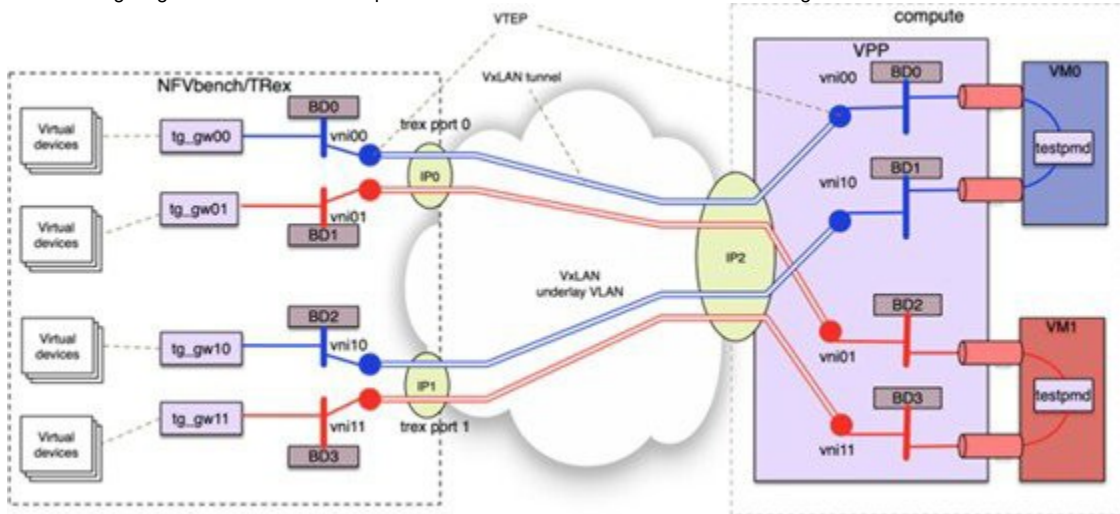 VTEP
compute
VPP
NFVbench/TRex
VxLAN tunnel
vni00
BD0
VM0
Virtual
devices
tg_gw00
BD0
vni00
trex port 0
IP0
testpmd
BD1
vni10
Virtual
devices
tg_gw01
vni01
BD1
IP2
VxLAN
underlay VLAN
Virtual
devices
tg_gw10
BD2
vni10
BD2
vni01
VM1
IP1
testpmd
Virtual
devices
tg_gw11
vni11
BD3
trex port 1
BD3
vni11